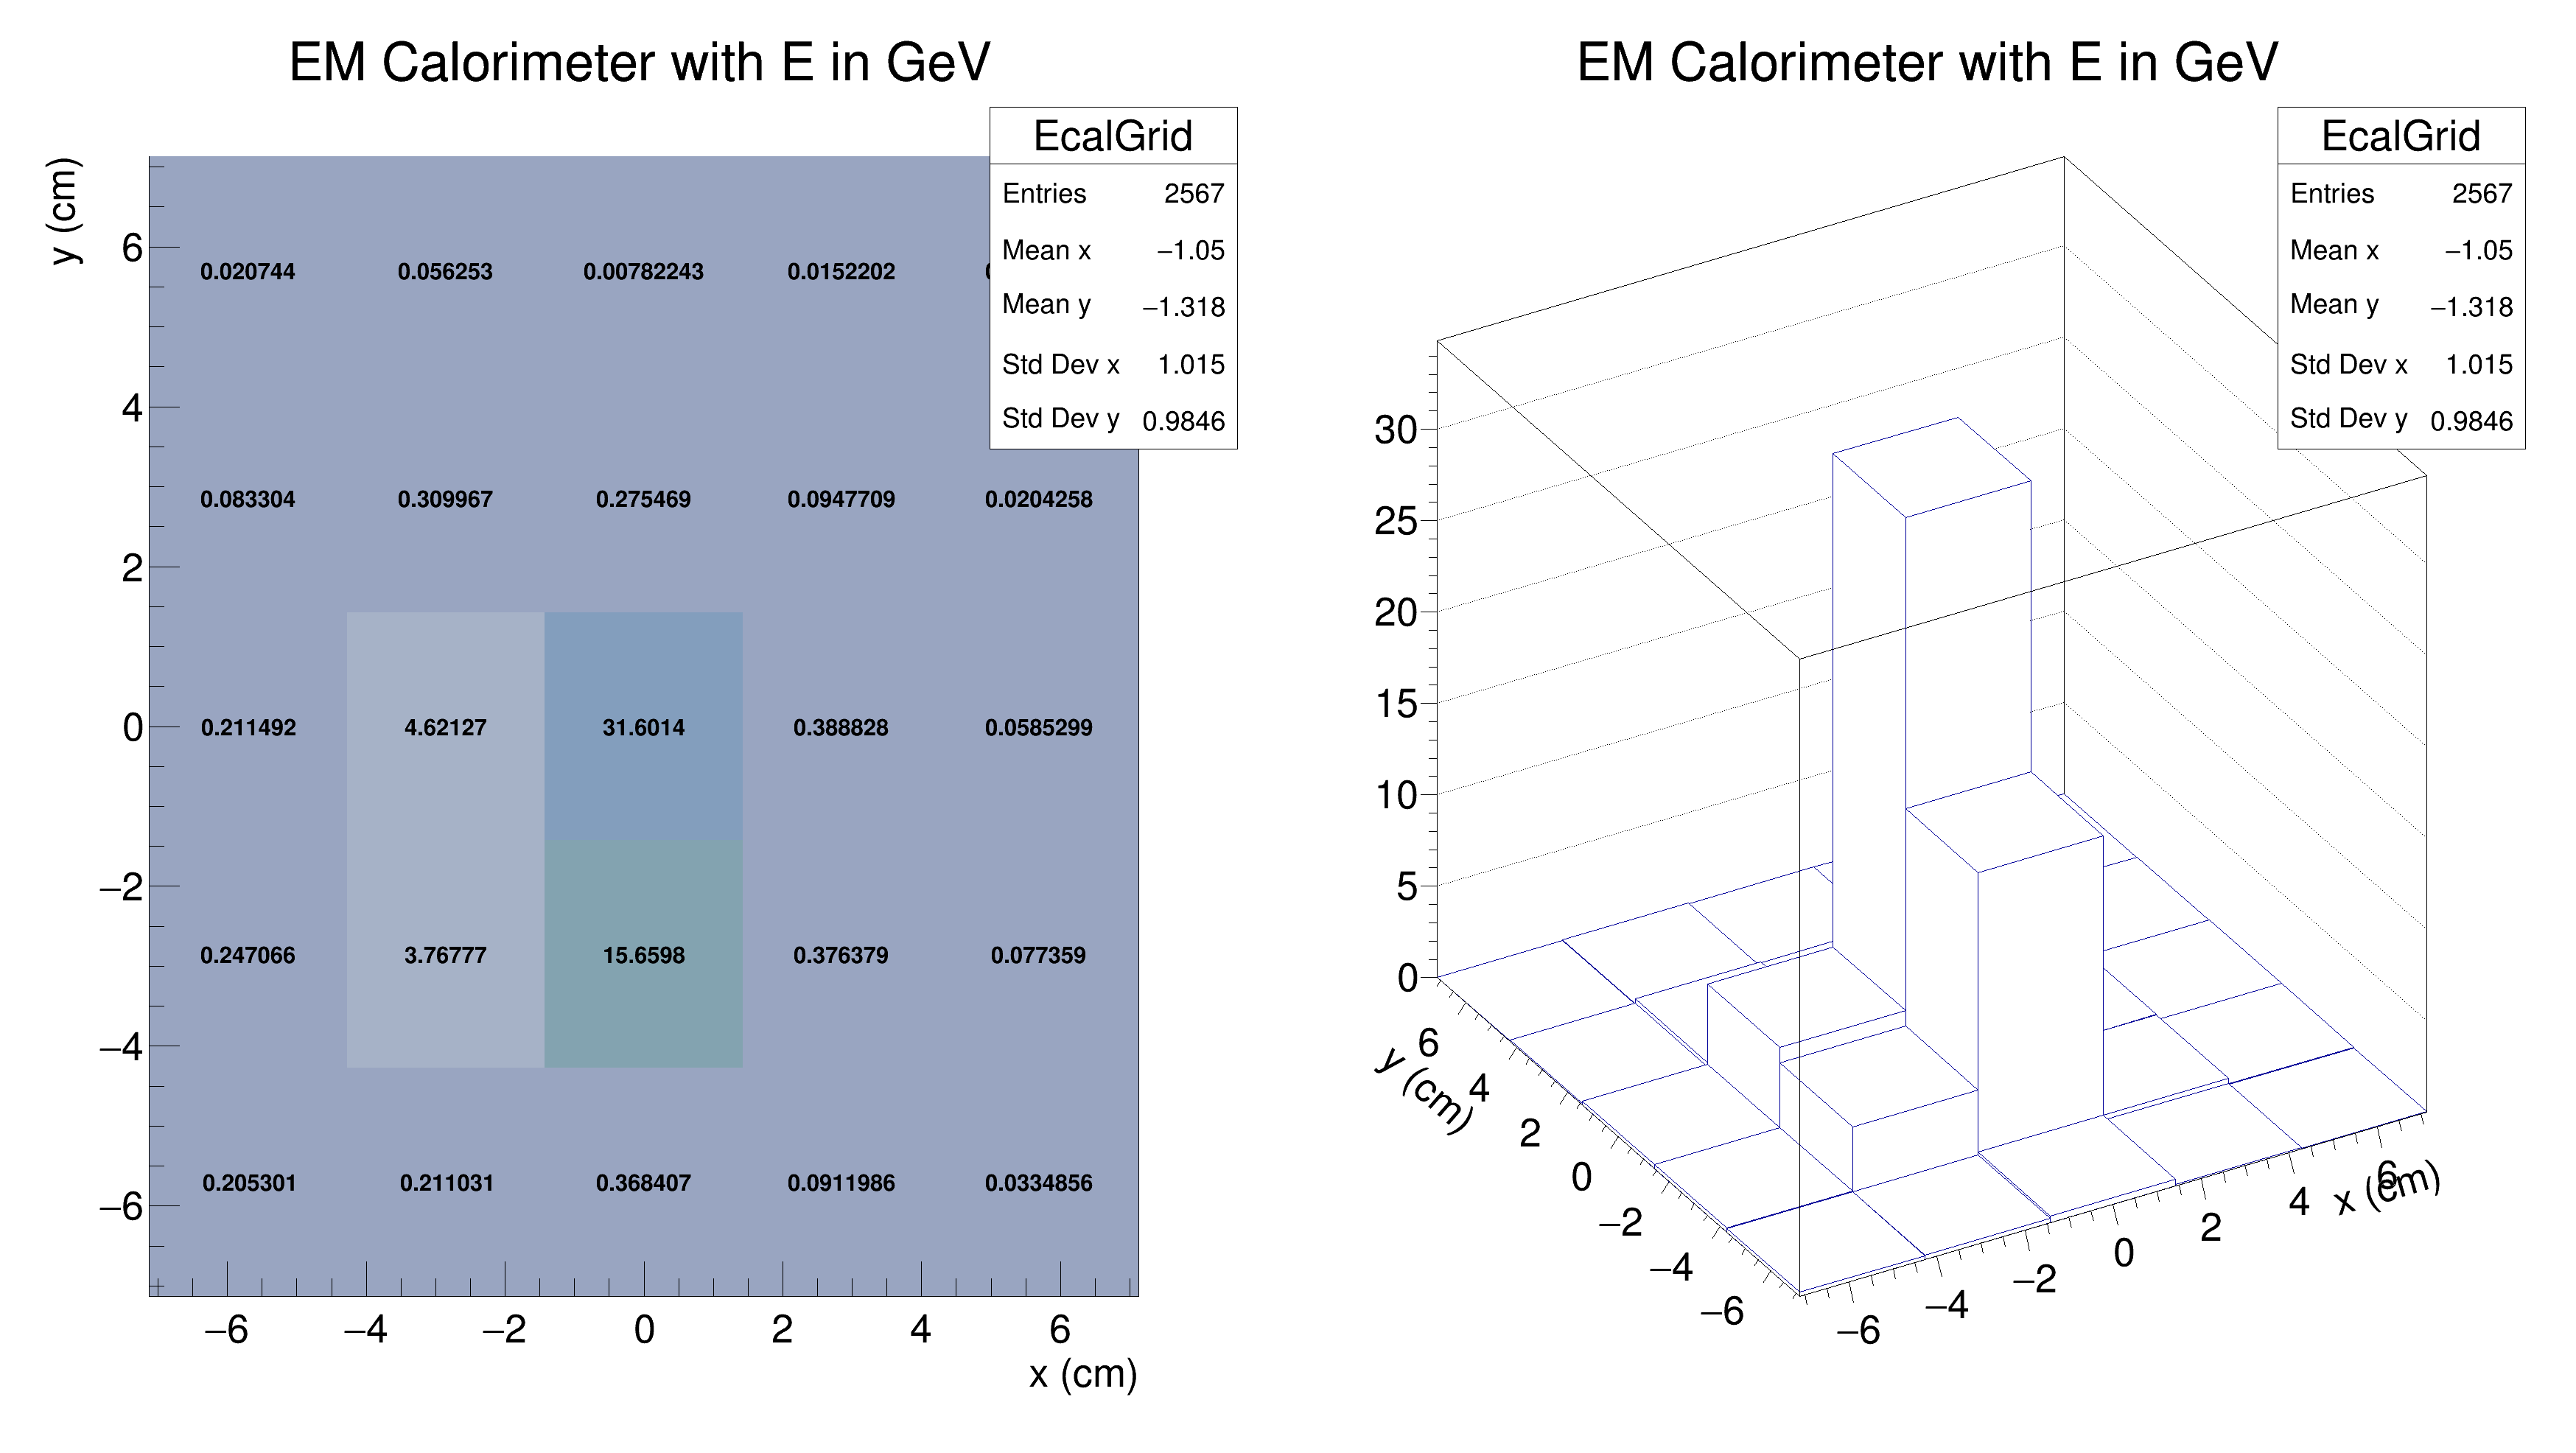 EM Calorimeter with E in GeV
EcalGrid
Entries 2567
Mean x −1.05
Mean y −1.318
Std Dev x 1.015
Std Dev y 0.9846
y (cm)
6
4
2
0
−2
−4
−6
0.020744 0.056253 0.00782243 0.0152202
0.083304 0.309967 0.275469 0.0947709 0.0204258
0.211492 4.62127 31.6014 0.388828 0.0585299
0.247066 3.76777 15.6598 0.376379 0.077359
0.205301 0.211031 0.368407 0.0911986 0.0334856
−6 −4 −2 0 2 4 6
x (cm)
EM Calorimeter with E in GeV
EcalGrid
Entries 2567
Mean x −1.05
Mean y −1.318
Std Dev x 1.015
Std Dev y 0.9846
30
25
20
15
10
5
0
y (cm)
6
4
2
0
−2
−4
−6
−6 −4 −2 0 2 4 6
x (cm)